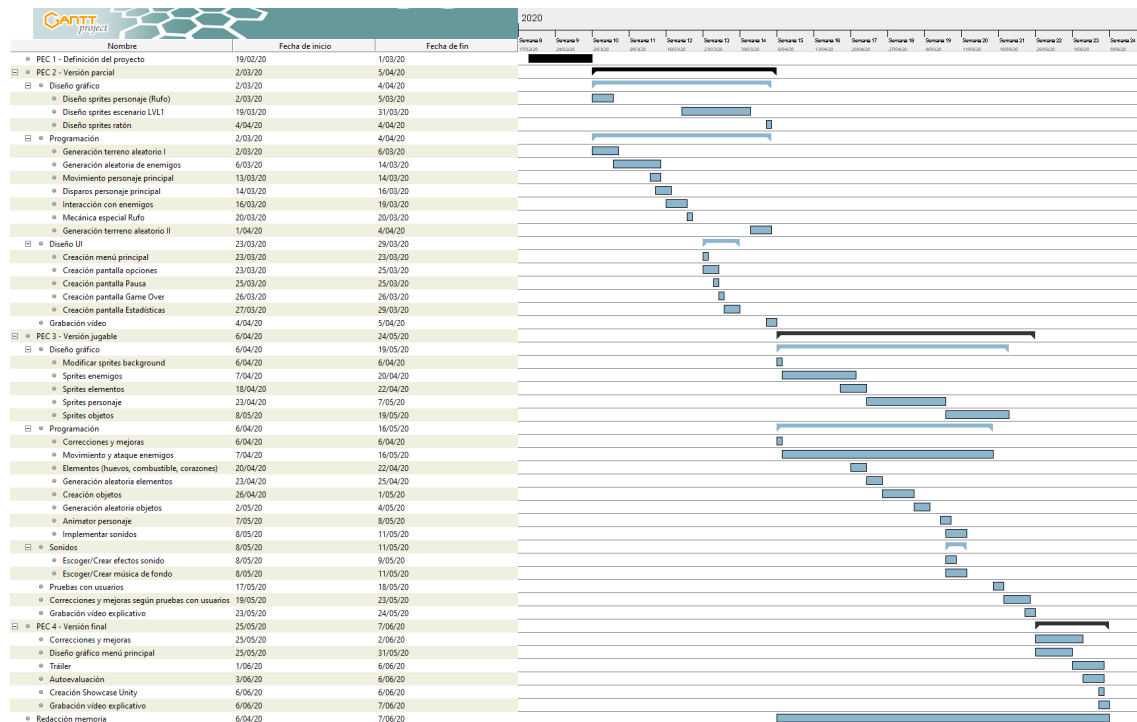 GANTT project
2020
Semana 8 Semana 9 Semana 10 Semana 11 Semana 12 Semana 13 Semana 14 Semana 15 Semana 16 Semana 17 Semana 18 Semana 19 Semana 20 Semana 21 Semana 22 Semana 23 Semana 24
Nombre Fecha de inicio Fecha de fin
PEC 1 - Definición del proyecto 19/02/20 1/03/20
PEC 2 - Versión parcial 2/03/20 5/04/20
Diseño gráfico 2/03/20 4/04/20
Diseño sprites personaje (Rufo) 2/03/20 5/03/20
Diseño sprites escenario LVL1 19/03/20 31/03/20
Diseño sprites ratón 4/04/20 4/04/20
Programación 2/03/20 4/04/20
Generación terreno aleatorio I 2/03/20 6/03/20
Generación aleatoria de enemigos 6/03/20 14/03/20
Movimiento personaje principal 13/03/20 14/03/20
Disparos personaje principal 14/03/20 16/03/20
Interacción con enemigos 16/03/20 19/03/20
Mecánica especial Rufo 20/03/20 20/03/20
Generación terrreno aleatorio II 1/04/20 4/04/20
Diseño UI 23/03/20 29/03/20
Creación menú principal 23/03/20 23/03/20
Creación pantalla opciones 23/03/20 25/03/20
Creación pantalla Pausa 25/03/20 25/03/20
Creación pantalla Game Over 26/03/20 26/03/20
Creación pantalla Estadísticas 27/03/20 29/03/20
Grabación vídeo 4/04/20 5/04/20
PEC 3 - Versión jugable 6/04/20 24/05/20
Diseño gráfico 6/04/20 19/05/20
Modificar sprites background 6/04/20 6/04/20
Sprites enemigos 7/04/20 20/04/20
Sprites elementos 18/04/20 22/04/20
Sprites personaje 23/04/20 7/05/20
Sprites objetos 8/05/20 19/05/20
Programación 6/04/20 16/05/20
Correcciones y mejoras 6/04/20 6/04/20
Movimiento y ataque enemigos 7/04/20 16/05/20
Elementos (huevos, combustible, corazones) 20/04/20 22/04/20
Generación aleatoria elementos 23/04/20 25/04/20
Creación objetos 26/04/20 1/05/20
Generación aleatoria objetos 2/05/20 4/05/20
Animator personaje 7/05/20 8/05/20
Implementar sonidos 8/05/20 11/05/20
Sonidos 8/05/20 11/05/20
Escoger/Crear efectos sonido 8/05/20 9/05/20
Escoger/Crear música de fondo 8/05/20 11/05/20
Pruebas con usuarios 17/05/20 18/05/20
Correcciones y mejoras según pruebas con usuarios 19/05/20 23/05/20
Grabación vídeo explicativo 23/05/20 24/05/20
PEC 4 - Versión final 25/05/20 7/06/20
Correcciones y mejoras 25/05/20 2/06/20
Diseño gráfico menú principal 25/05/20 31/05/20
Tráiler 1/06/20 6/06/20
Autoevaluación 3/06/20 6/06/20
Creación Showcase Unity 6/06/20 6/06/20
Grabación vídeo explicativo 6/06/20 7/06/20
Redacción memoria 6/04/20 7/06/20